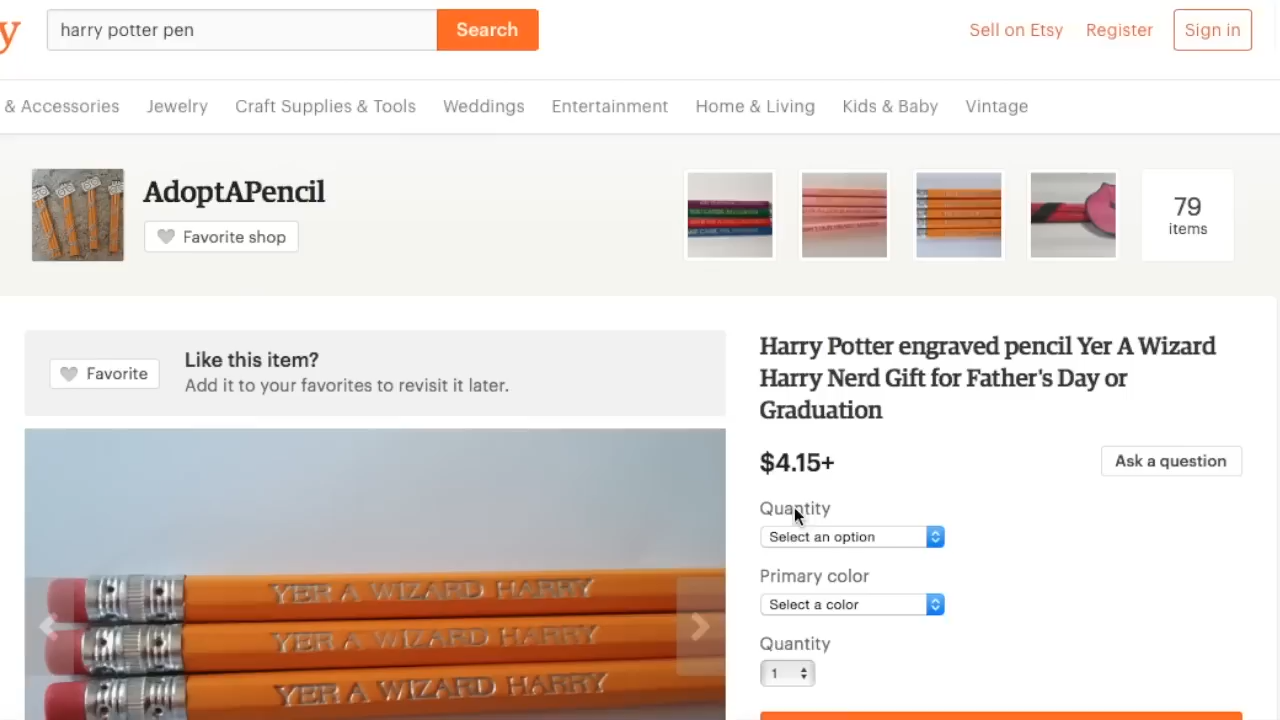 y
harry potter pen
Search
Sell on Etsy
Register
Sign in
& Accessories
Jewelry
Craft Supplies & Tools
Weddings
Entertainment
Home & Living
Kids & Baby
Vintage
AdoptAPencil
Favorite shop
79
items
Favorite
Like this item?
Add it to your favorites to revisit it later.
Harry Potter engraved pencil Yer A Wizard
Harry Nerd Gift for Father's Day or
Graduation
$4.15+
Ask a question
Quantity
Select an option
Primary color
Select a color
Quantity
1
YER A WIZARD HARRY
YER A WIZARD HARRY
YER A WIZARD HARRY